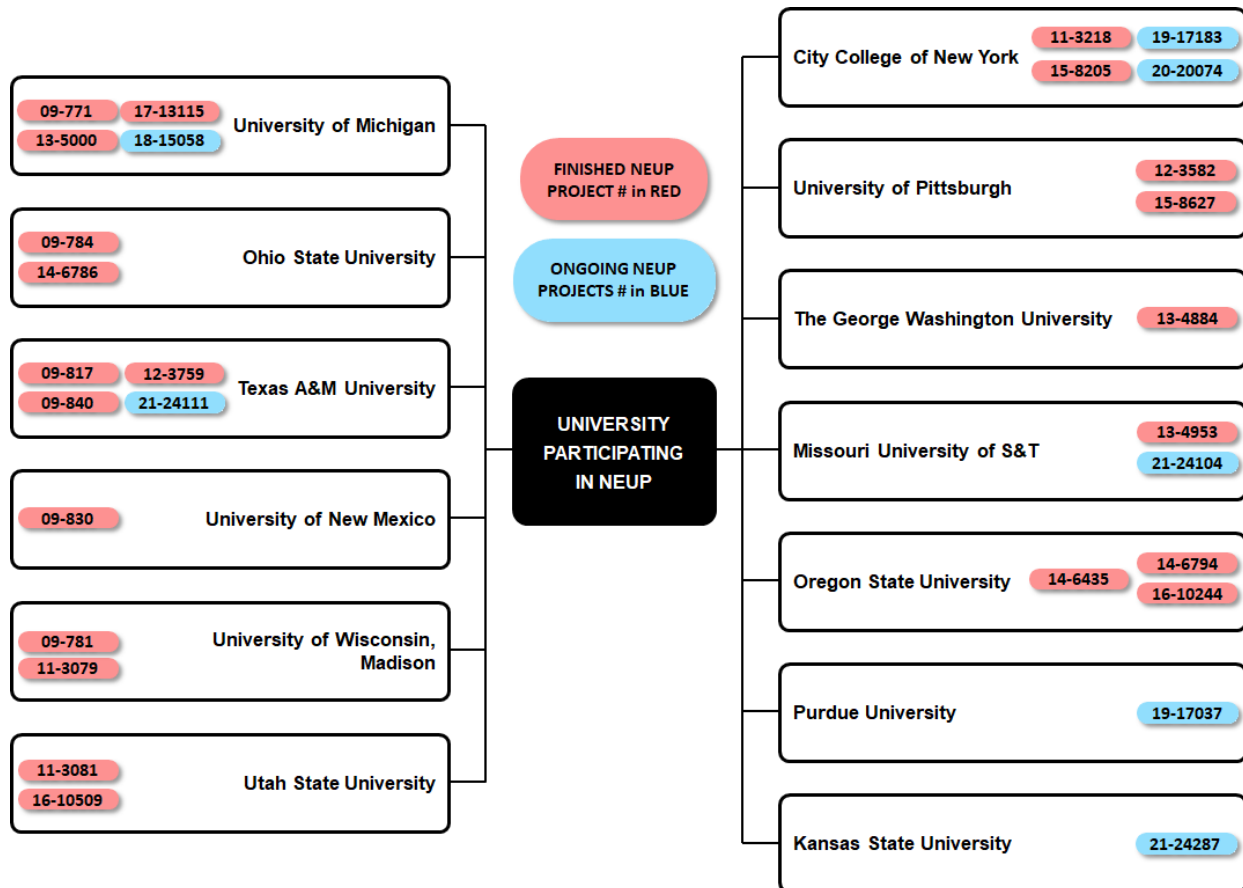 09-771 17-13115
13-5000 18-15058
University of Michigan
09-784
14-6786
Ohio State University
09-817 12-3759
09-840 21-24111
Texas A&M University
09-830
University of New Mexico
09-781
11-3079
University of Wisconsin,
Madison
11-3081
16-10509
Utah State University
FINISHED NEUP
PROJECT # in RED
ONGOING NEUP
PROJECTS # in BLUE
UNIVERSITY
PARTICIPATING
IN NEUP
City College of New York
11-3218 19-17183
15-8205 20-20074
University of Pittsburgh
12-3582
15-8627
The George Washington University
13-4884
Missouri University of S&T
13-4953
21-24104
Oregon State University
14-6435
14-6794
16-10244
Purdue University
19-17037
Kansas State University
21-24287